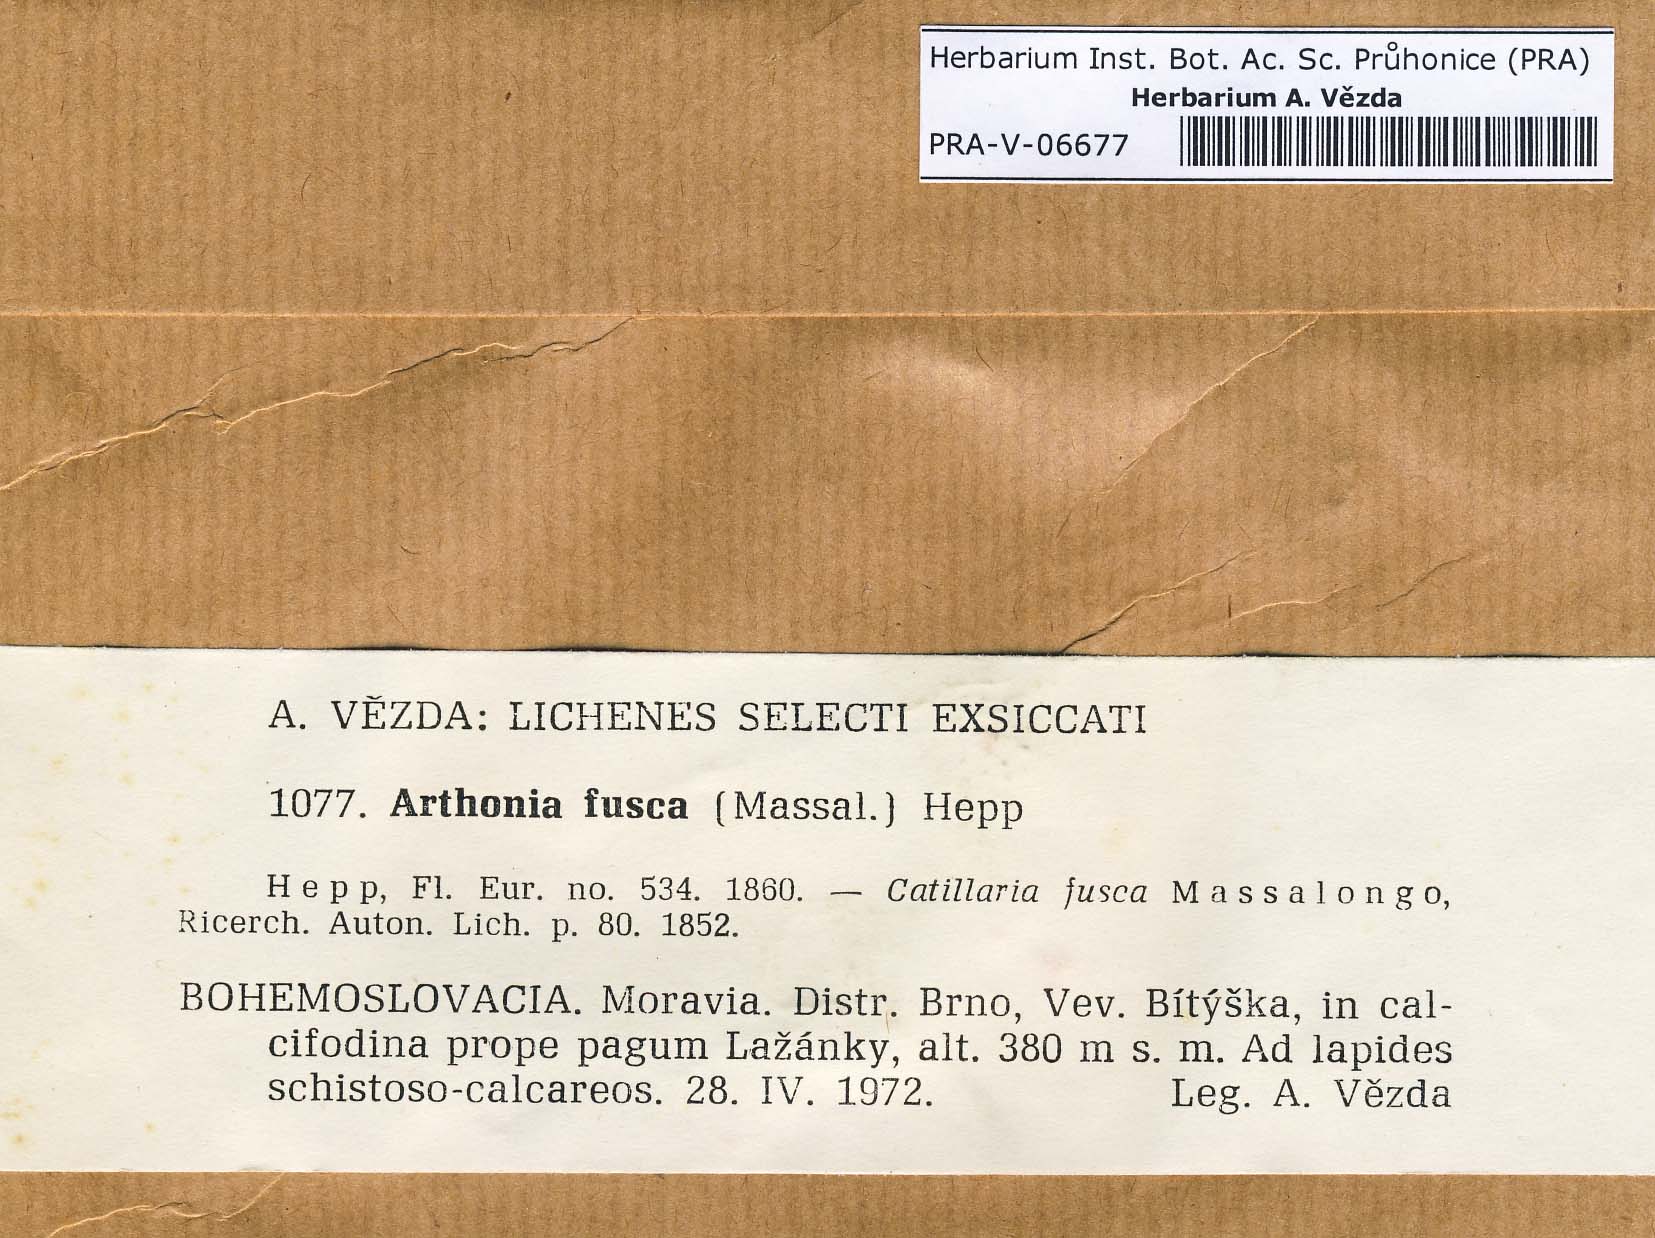 Herbarium Inst. Bot. Ac. Sc. Průhonice (PRA)
Herbarium A. Vězda
PRA-V-06677
A. VĚZDA: LICHENES SELECTI EXSICCATI
1077. Arthonia fusca (Massal.) Hepp
Hepp, Fl. Eur. no. 534. 1860. — Catillaria fusca Massalongo,
Ricerch. Auton. Lich. p. 80. 1852.
BOHEMOSLOVACIA. Moravia. Distr. Brno, Vev. Bítýška, in cal-
cifodina prope pagum Lažánky, alt. 380 m s. m. Ad lapides
schistoso-calcareos. 28. IV. 1972. Leg. A. Vězda